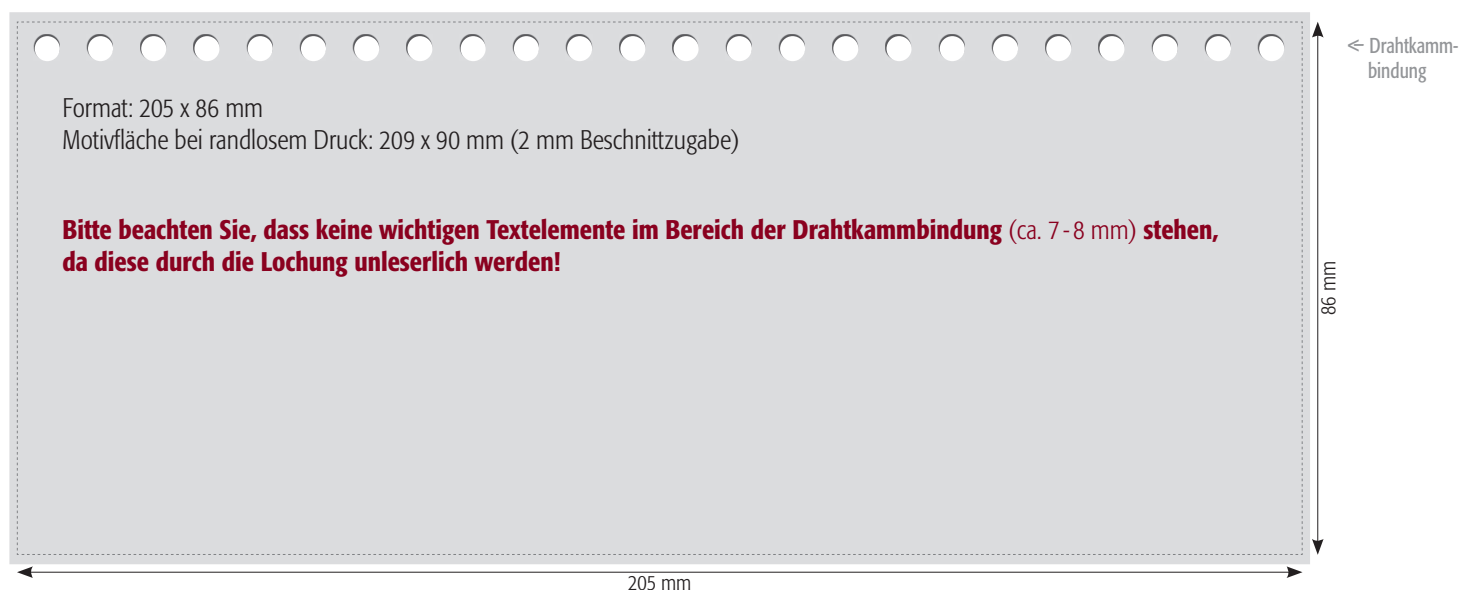 < Drahtkamm-
bindung
Format: 205 x 86 mm
Motivfläche bei randlosem Druck: 209 x 90 mm (2 mm Beschnittzugabe)
Bitte beachten Sie, dass keine wichtigen Textelemente im Bereich der Drahtkammbindung (ca. 7-8 mm) stehen,
da diese durch die Lochung unleserlich werden!
86 mm
205 mm